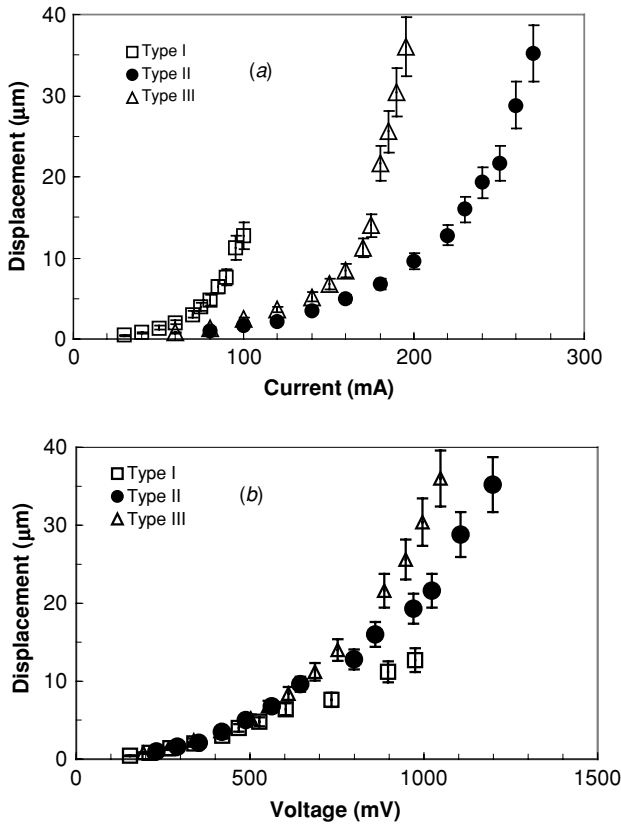 40
30
20
10
0
Displacement (µm)
Type I
Type II
Type III
(a)
0 100 200 300
Current (mA)
40
30
20
10
0
Displacement (µm)
Type I
Type II
Type III
(b)
0 500 1000 1500
Voltage (mV)